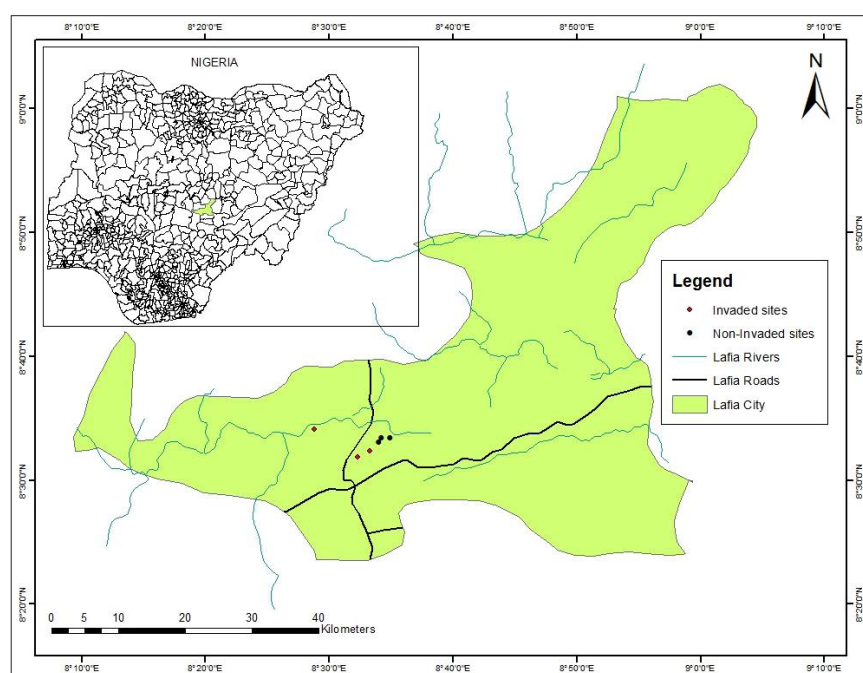 8°10'0"E 8°20'0"E 8°30'0"E 8°40'0"E 8°50'0"E 9°0'0"E 9°10'0"E
NIGERIA
N
9°0'0"N 9°0'0"N
8°50'0"N 8°50'0"N
Legend
Invaded sites
Non-Invaded sites
Lafia Rivers
Lafia Roads
Lafia City
8°40'0"N 8°40'0"N
8°30'0"N 8°30'0"N
8°20'0"N 8°20'0"N
0 5 10 20 30 40
Kilometers
8°10'0"E 8°20'0"E 8°30'0"E 8°40'0"E 8°50'0"E 9°0'0"E 9°10'0"E